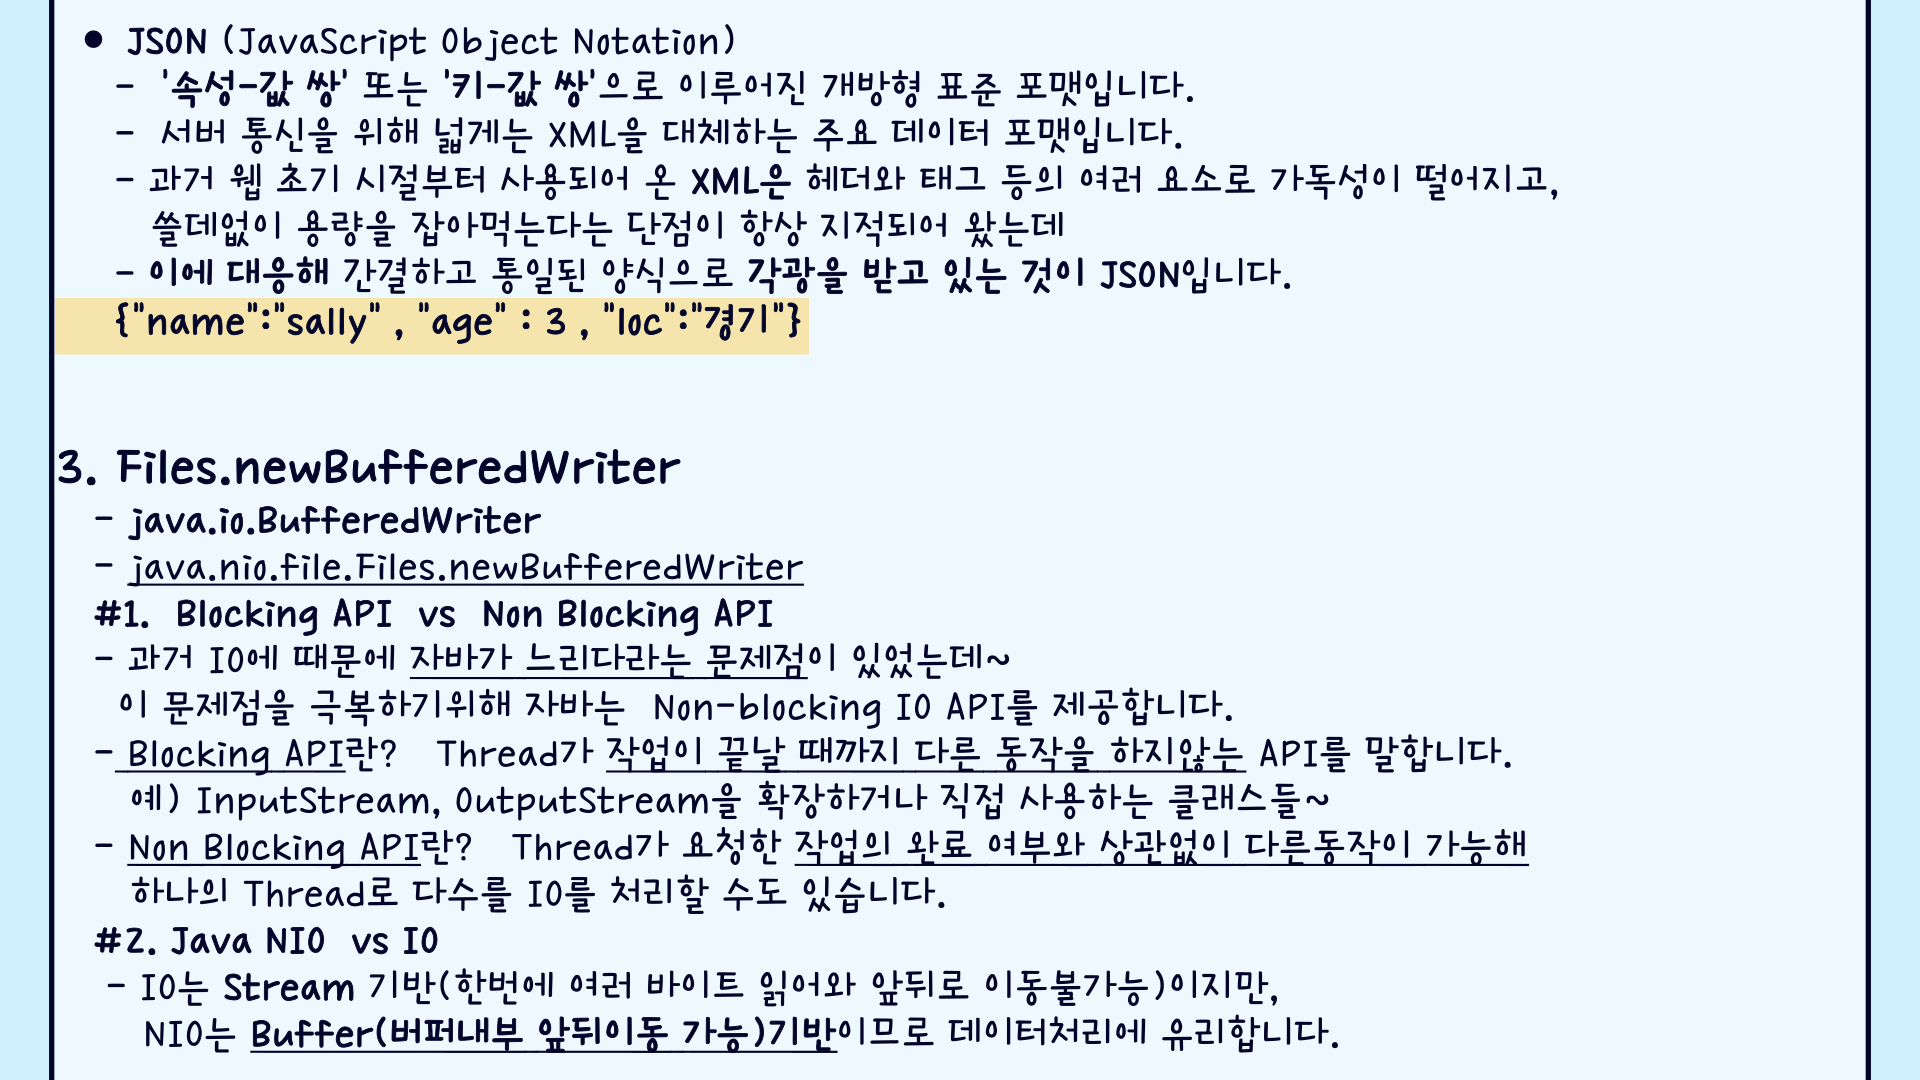 ● JSON (JavaScript Object Notation)
- '속성-값 쌍' 또는 '키-값 쌍'으로 이루어진 개방형 표준 포맷입니다.
- 서버 통신을 위해 넓게는 XML을 대체하는 주요 데이터 포맷입니다.
- 과거 웹 초기 시절부터 사용되어 온 XML은 헤더와 태그 등의 여러 요소로 가독성이 떨어지고,
쓸데없이 용량을 잡아먹는다는 단점이 항상 지적되어 왔는데
- 이에 대응해 간결하고 통일된 양식으로 각광을 받고 있는 것이 JSON입니다.
{"name":"sally" , "age" : 3 , "loc":"경기"}
3. Files.newBufferedWriter
- java.io.BufferedWriter
- java.nio.file.Files.newBufferedWriter
#1. Blocking API vs Non Blocking API
- 과거 IO에 때문에 자바가 느리다라는 문제점이 있었는데~
이 문제점을 극복하기위해 자바는 Non-blocking IO API를 제공합니다.
- Blocking API란? Thread가 작업이 끝날 때까지 다른 동작을 하지않는 API를 말합니다.
예) InputStream, OutputStream을 확장하거나 직접 사용하는 클래스들~
- Non Blocking API란? Thread가 요청한 작업의 완료 여부와 상관없이 다른동작이 가능해
하나의 Thread로 다수를 IO를 처리할 수도 있습니다.
#2. Java NIO vs IO
- IO는 Stream 기반(한번에 여러 바이트 읽어와 앞뒤로 이동불가능)이지만,
NIO는 Buffer(버퍼내부 앞뒤이동 가능)기반이므로 데이터처리에 유리합니다.